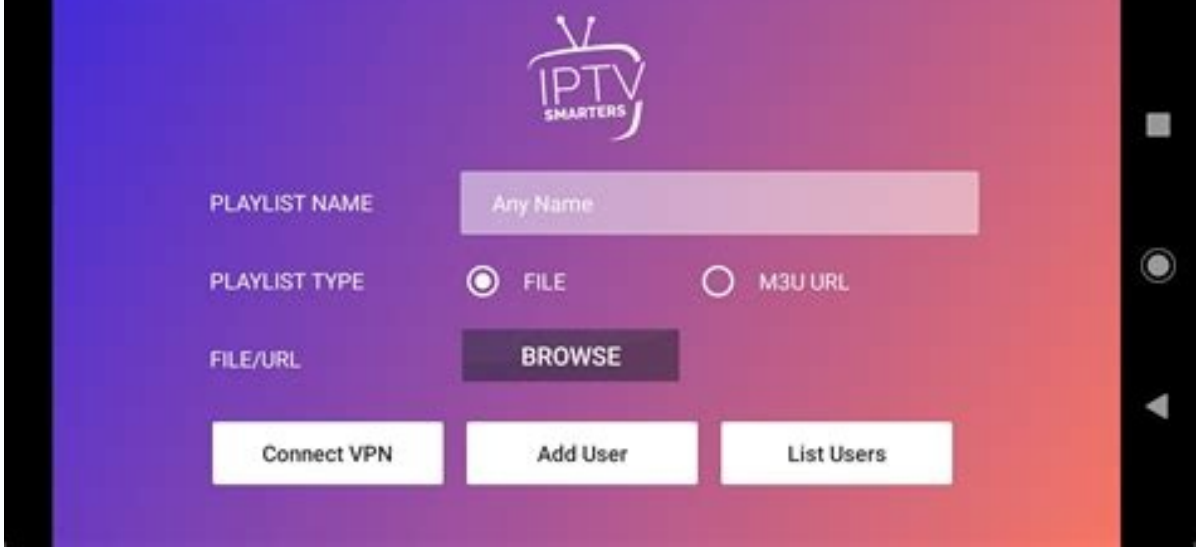 IPTV
SMARTERS
PLAYLIST NAME Any Name
PLAYLIST TYPE FILE M3U URL
FILE/URL BROWSE
Connect VPN Add User List Users